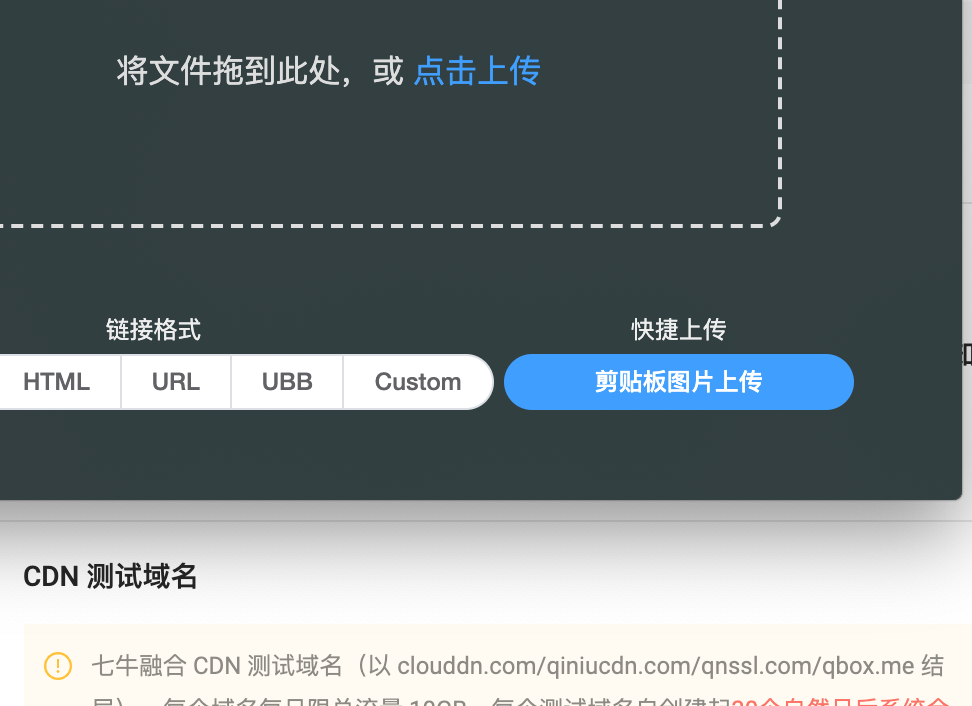 将文件拖到此处，或 点击上传
链接格式
快捷上传
HTML URL UBB Custom 剪贴板图片上传
CDN 测试域名
七牛融合 CDN 测试域名（以 clouddn.com/qiniucdn.com/qnssl.com/qbox.me 结